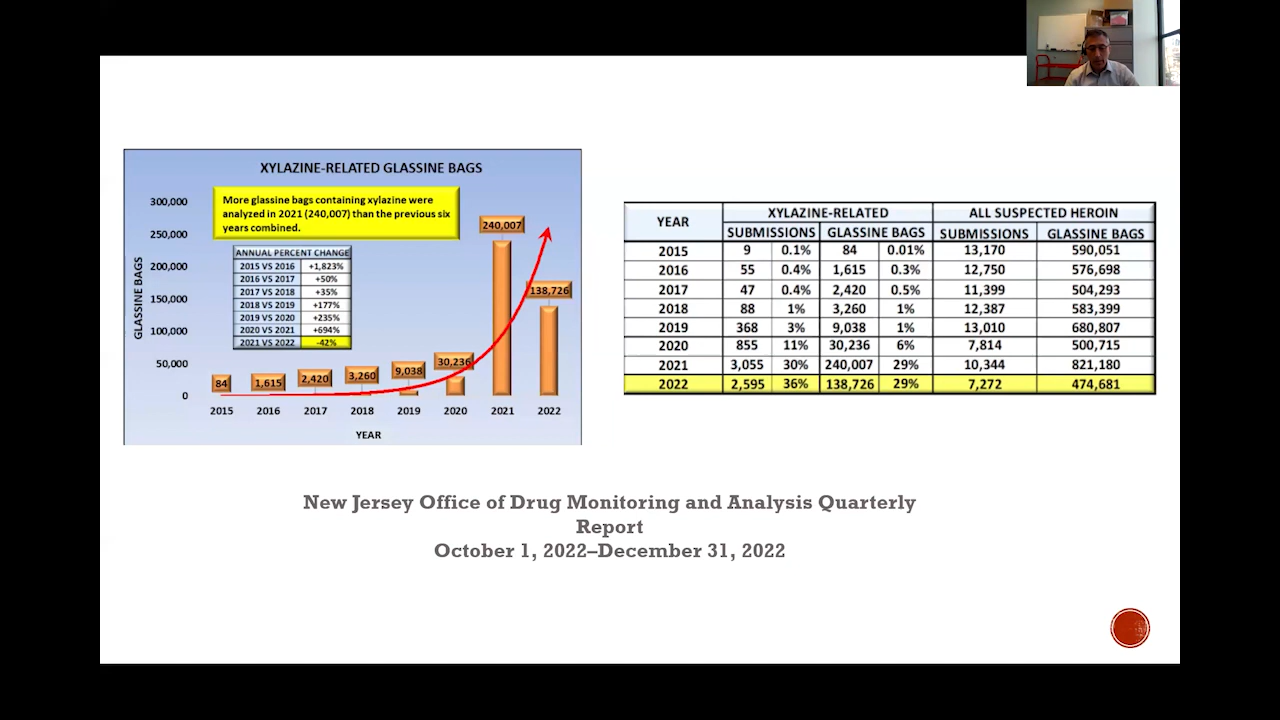 XYLAZINE-RELATED GLASSINE BAGS
More glassine bags containing xylazine were
analyzed in 2021 (240,007) than the previous six
years combined.
ANNUAL PERCENT CHANGE
2015 VS 2016 +1,823%
2016 VS 2017 +50%
2017 VS 2018 +35%
2018 VS 2019 +177%
2019 VS 2020 +235%
2020 VS 2021 +694%
2021 VS 2022 -42%
GLASSINE BAGS
300,000
250,000
200,000
150,000
100,000
50,000
0
84 1,615 2,420 3,260 9,038 30,236 240,007 138,726
2015 2016 2017 2018 2019 2020 2021 2022
YEAR
YEAR XYLAZINE-RELATED ALL SUSPECTED HEROIN
SUBMISSIONS GLASSINE BAGS SUBMISSIONS GLASSINE BAGS
2015 9 0.1% 84 0.01% 13,170 590,051
2016 55 0.4% 1,615 0.3% 12,750 576,698
2017 47 0.4% 2,420 0.5% 11,399 504,293
2018 88 1% 3,260 1% 12,387 583,399
2019 368 3% 9,038 1% 13,010 680,807
2020 855 11% 30,236 6% 7,814 500,715
2021 3,055 30% 240,007 29% 10,344 821,180
2022 2,595 36% 138,726 29% 7,272 474,681
New Jersey Office of Drug Monitoring and Analysis Quarterly
Report
October 1, 2022–December 31, 2022